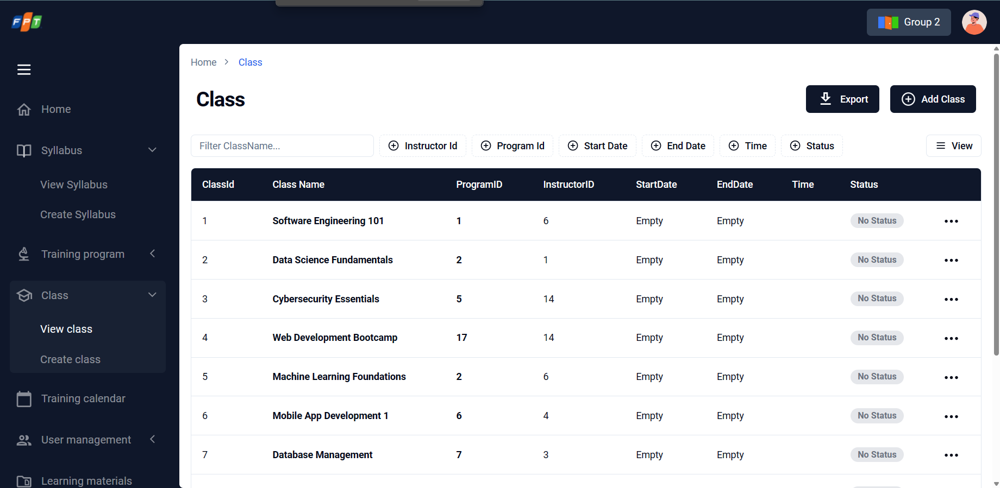 FPT
Group 2
Home
Syllabus
View Syllabus
Create Syllabus
Training program
Class
View class
Create class
Training calendar
User management
Learning materials
Home > Class
Class
Export
Add Class
Filter ClassName...
Instructor Id
Program Id
Start Date
End Date
Time
Status
View
ClassId Class Name ProgramID InstructorID StartDate EndDate Time Status
1 Software Engineering 101 1 6 Empty Empty No Status
2 Data Science Fundamentals 2 1 Empty Empty No Status
3 Cybersecurity Essentials 5 14 Empty Empty No Status
4 Web Development Bootcamp 17 14 Empty Empty No Status
5 Machine Learning Foundations 2 6 Empty Empty No Status
6 Mobile App Development 1 6 4 Empty Empty No Status
7 Database Management 7 3 Empty Empty No Status